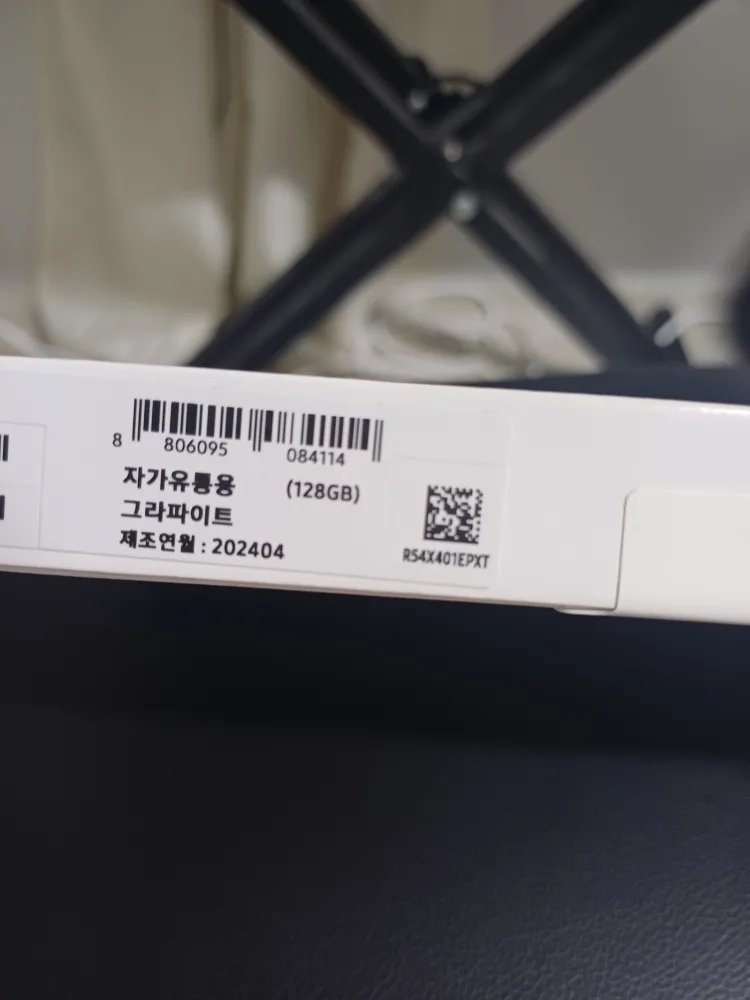 8 806095 084114
자가유통용 (128GB)
그라파이트
제조연월 : 202404
R54X401EPXT